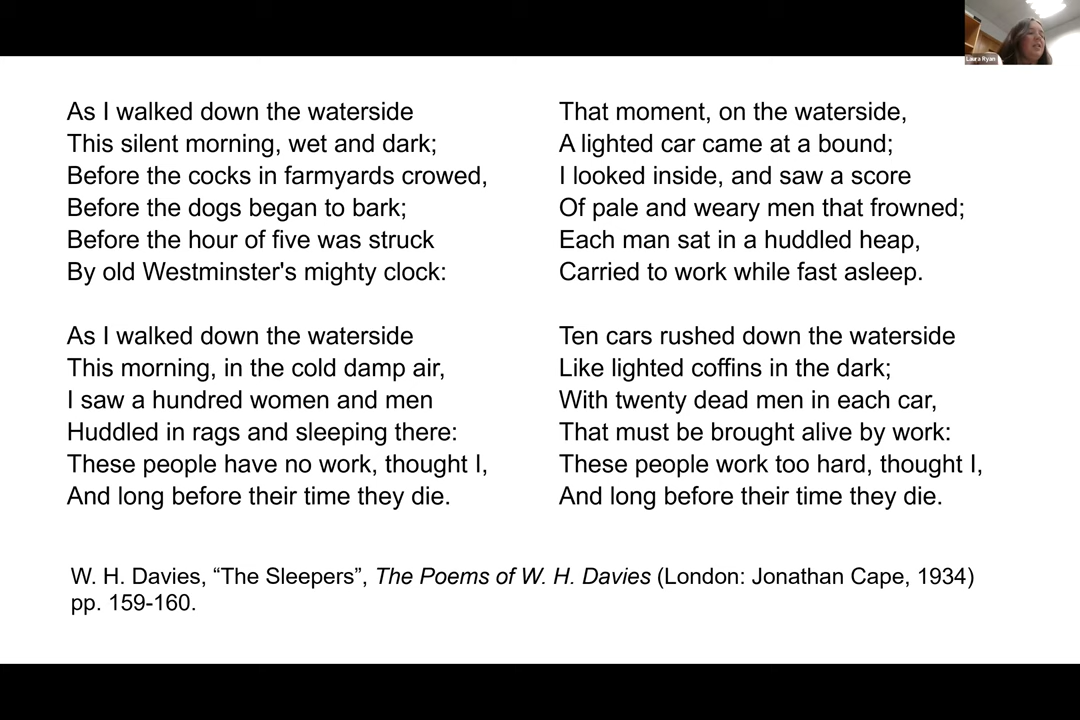 Laura Ryan
As I walked down the waterside
This silent morning, wet and dark;
Before the cocks in farmyards crowed,
Before the dogs began to bark;
Before the hour of five was struck
By old Westminster's mighty clock:
As I walked down the waterside
This morning, in the cold damp air,
I saw a hundred women and men
Huddled in rags and sleeping there:
These people have no work, thought I,
And long before their time they die.
That moment, on the waterside,
A lighted car came at a bound;
I looked inside, and saw a score
Of pale and weary men that frowned;
Each man sat in a huddled heap,
Carried to work while fast asleep.
Ten cars rushed down the waterside
Like lighted coffins in the dark;
With twenty dead men in each car,
That must be brought alive by work:
These people work too hard, thought I,
And long before their time they die.
W. H. Davies, “The Sleepers”, The Poems of W. H. Davies (London: Jonathan Cape, 1934)
pp. 159-160.